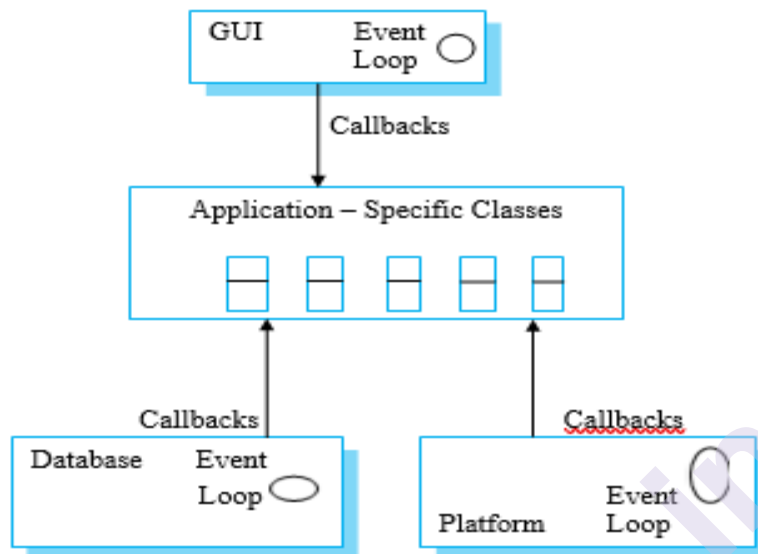 GUI
Event
Loop
Callbacks
Application – Specific Classes
Callbacks
Callbacks
Database
Event
Loop
Event
Platform
Loop